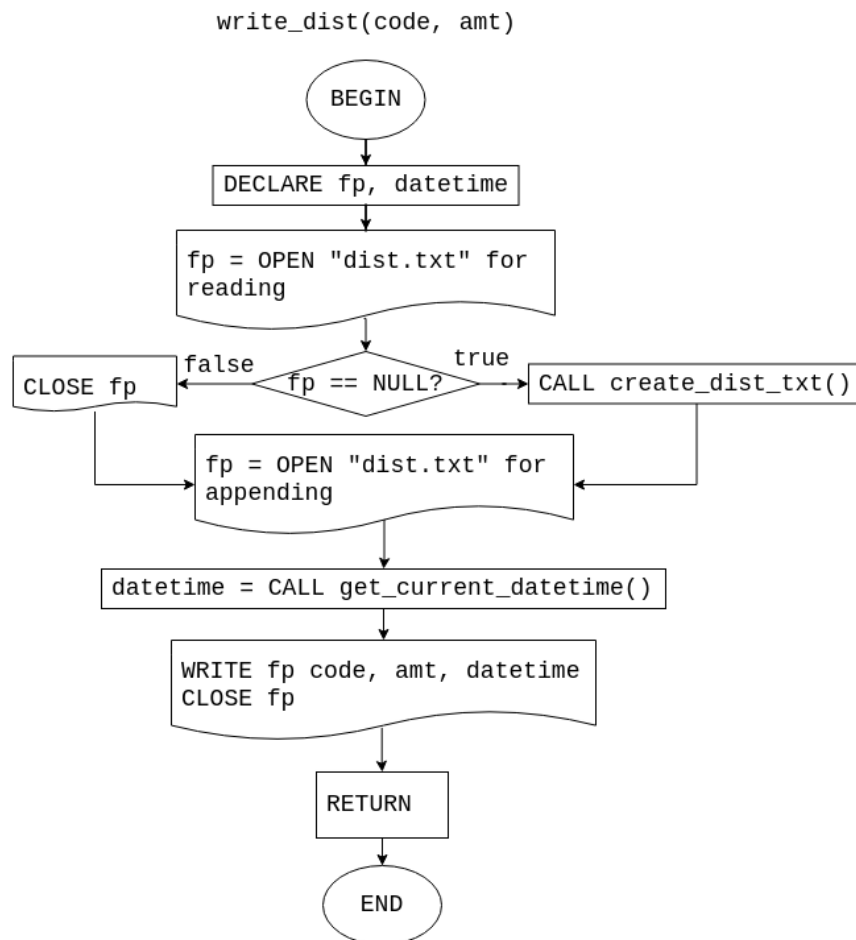 write_dist(code, amt)
BEGIN
DECLARE fp, datetime
fp = OPEN "dist.txt" for
reading
false
true
CLOSE fp
fp == NULL?
CALL create_dist_txt()
fp = OPEN "dist.txt" for
appending
datetime = CALL get_current_datetime()
WRITE fp code, amt, datetime
CLOSE fp
RETURN
END